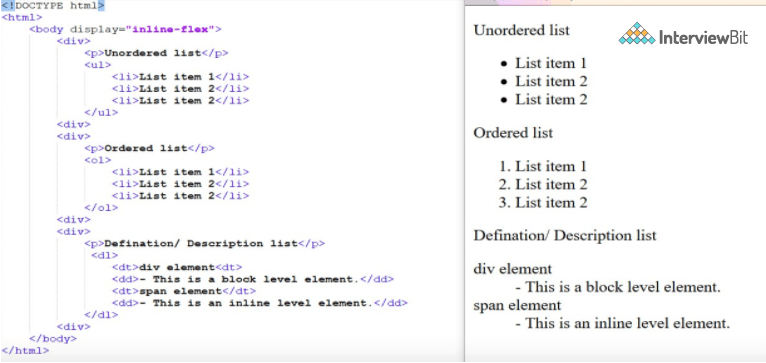 <!DOCTYPE html>
<html>
<body display="inline-flex">
<div>
<p>Unordered list</p>
<ul>
<li>List item 1</li>
<li>List item 2</li>
<li>List item 2</li>
</ul>
<div>
<div>
<p>Ordered list</p>
<ol>
<li>List item 1</li>
<li>List item 2</li>
<li>List item 2</li>
</ol>
<div>
<div>
<p>Defination/ Description list</p>
<dl>
<dt>div element<dt>
<dd>- This is a block level element.</dd>
<dt>span element</dt>
<dd>- This is an inline level element.</dd>
</dl>
<div>
</body>
</html>
InterviewBit
Unordered list
• List item 1
• List item 2
• List item 2
Ordered list
1. List item 1
2. List item 2
3. List item 2
Defination/ Description list
div element
- This is a block level element.
span element
- This is an inline level element.